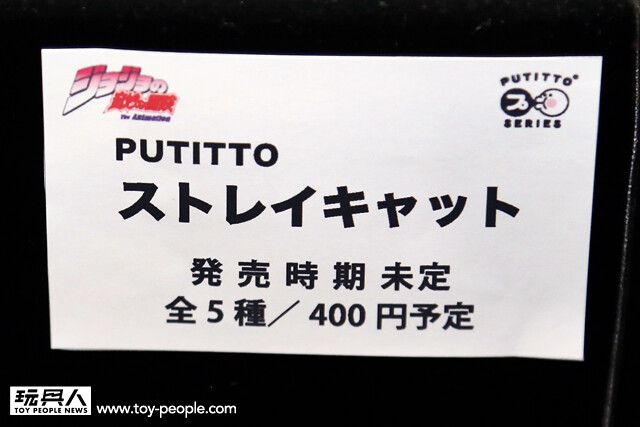 ジョジョの
奇妙な冒険
The Animation
PUTITTO®
プ
SERIES
PUTITTO
ストレイキャット
発売時期 未定
全5種／400円予定
玩具人
TOY PEOPLE NEWS
www.toy-people.com